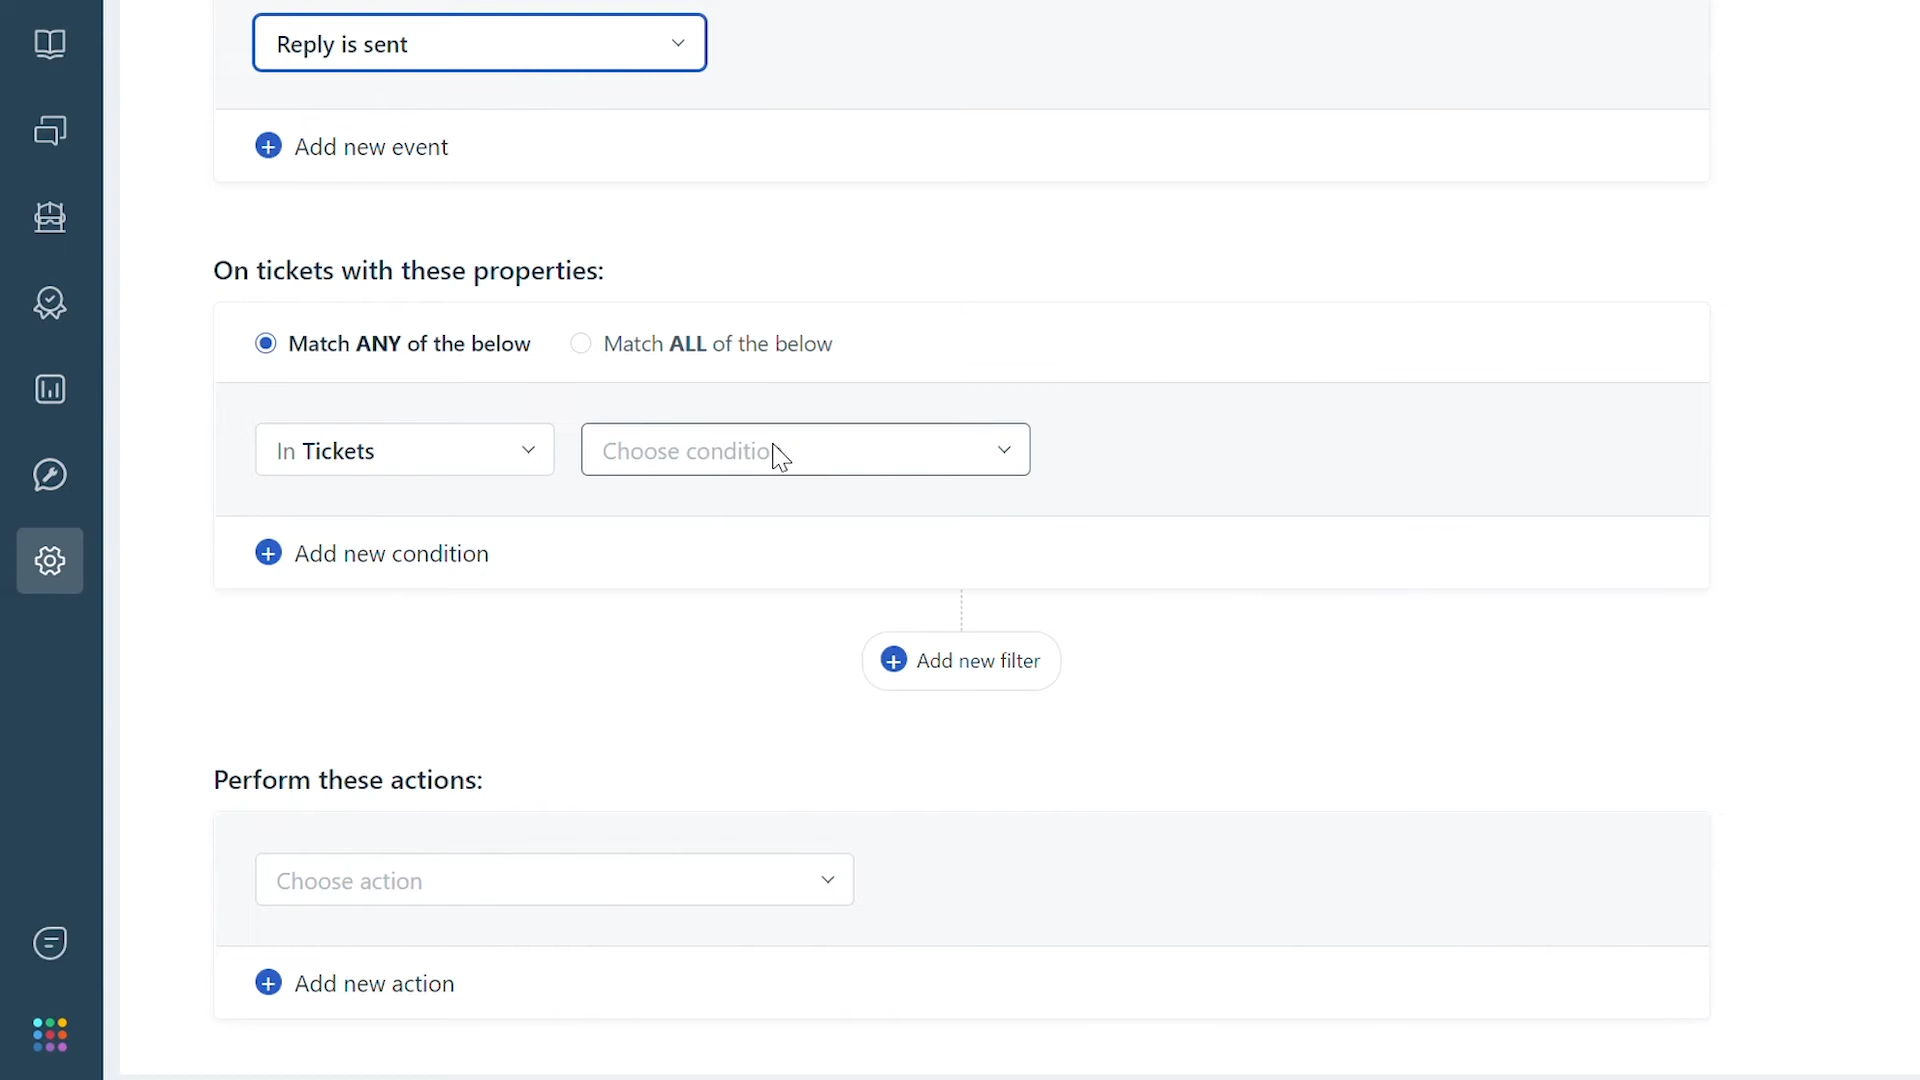 Reply is sent
Add new event
On tickets with these properties:
Match ANY of the below
Match ALL of the below
In Tickets
Choose conditio
Add new condition
Add new filter
Perform these actions:
Choose action
Add new action